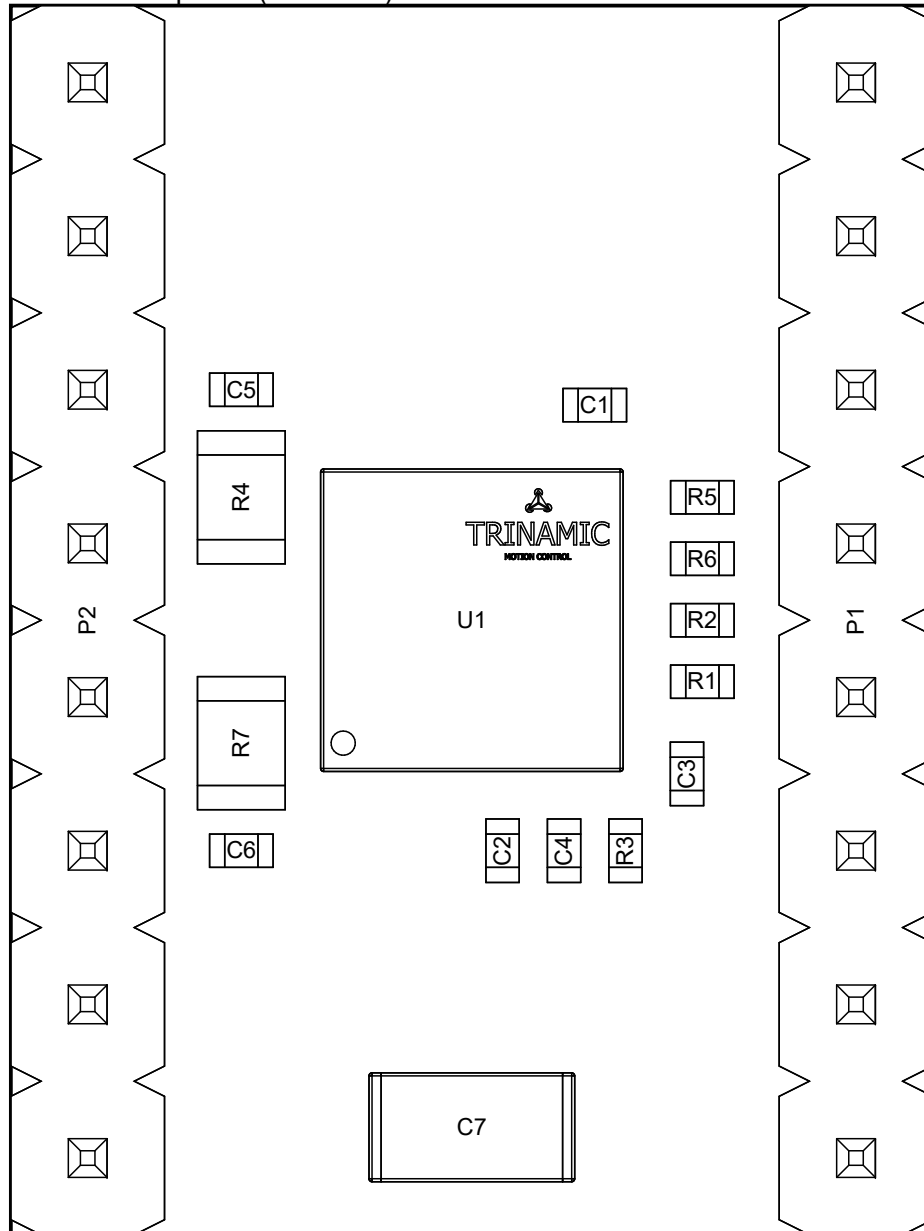 C5
C1
R4
R5
TRINAMIC
MOTION CONTROL
R6
P2
U1
R2
P1
R1
R7
C3
C6
C2
C4
R3
C7